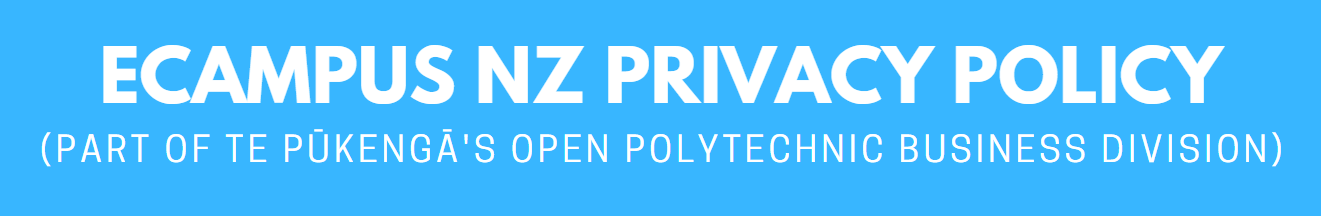 ECAMPUS NZ PRIVACY POLICY
(PART OF TE PŪKENGĀ'S OPEN POLYTECHNIC BUSINESS DIVISION)